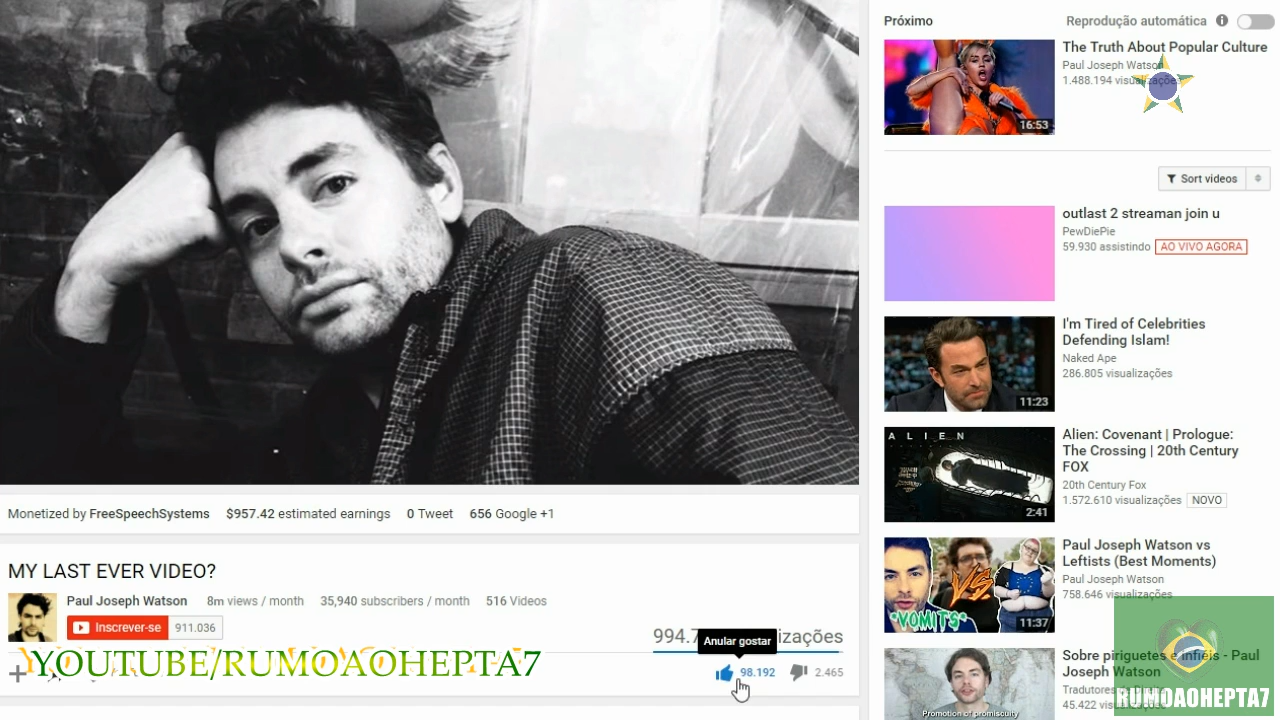 Próximo
Reprodução automática
The Truth About Popular Culture
Paul Joseph Watson
1.488.194 visualizações
16:53
Sort videos
outlast 2 streaman join u
PewDiePie
59.930 assistindo AO VIVO AGORA
I'm Tired of Celebrities
Defending Islam!
Naked Ape
286.805 visualizações
11:23
ALIEN
Alien: Covenant | Prologue:
The Crossing | 20th Century
FOX
20th Century Fox
1.572.610 visualizações NOVO
2:41
Paul Joseph Watson vs
Leftists (Best Moments)
Paul Joseph Watson
758.646 visualizações
VS
*VOMITS*
11:37
Sobre piriguetes e infiéis - Paul
Joseph Watson
Tradutores de Direita
45.422 visualizações
Promotion of promiscuity
RUMOAOHEPTA7
Monetized by FreeSpeechSystems $957.42 estimated earnings 0 Tweet 656 Google +1
MY LAST EVER VIDEO?
Paul Joseph Watson 8m views / month 35,940 subscribers / month 516 Videos
Inscrever-se 911.036
Anular gostar
98.192 2.465
YOUTUBE/RUMOAOHEPTA7